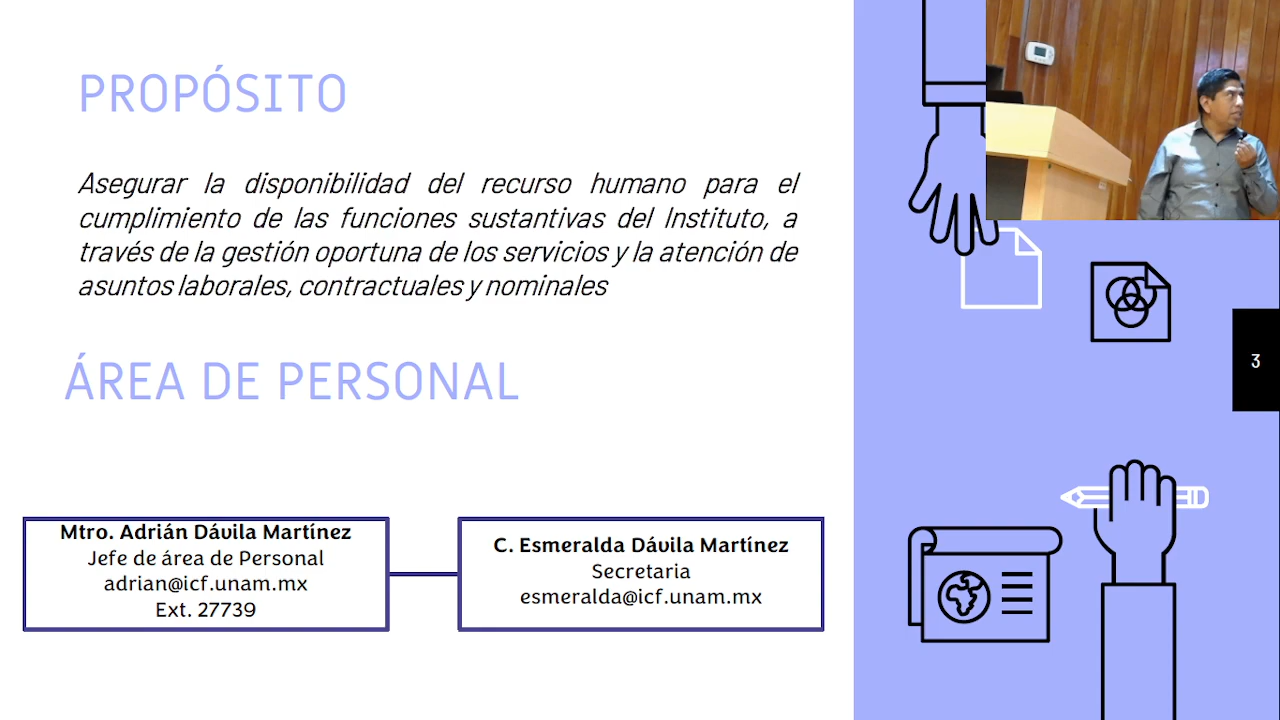 PROPÓSITO
Asegurar la disponibilidad del recurso humano para el
cumplimiento de las funciones sustantivas del Instituto, a
través de la gestión oportuna de los servicios y la atención de
asuntos laborales, contractuales y nominales
ÁREA DE PERSONAL
Mtro. Adrián Dávila Martínez
Jefe de área de Personal
adrian@icf.unam.mx
Ext. 27739
C. Esmeralda Dávila Martínez
Secretaria
esmeralda@icf.unam.mx
3